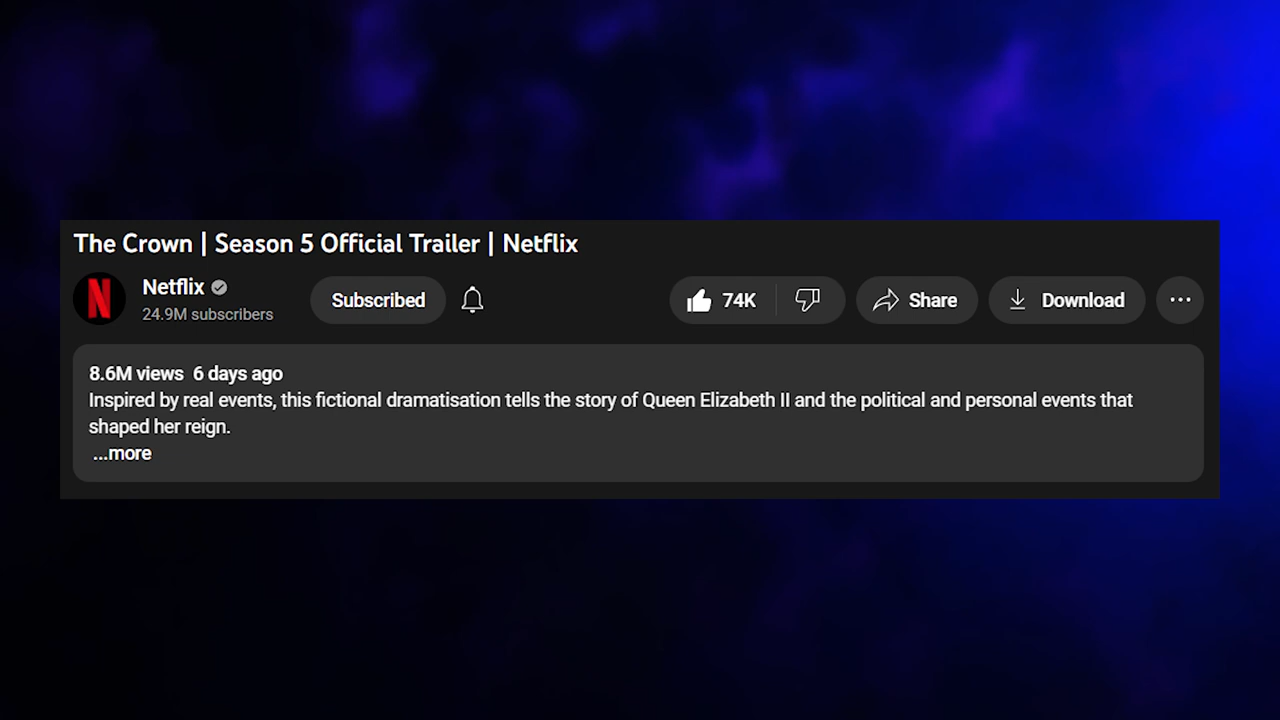 The Crown | Season 5 Official Trailer | Netflix
Netflix
24.9M subscribers
Subscribed
74K
Share
Download
8.6M views 6 days ago
Inspired by real events, this fictional dramatisation tells the story of Queen Elizabeth II and the political and personal events that
shaped her reign.
...more